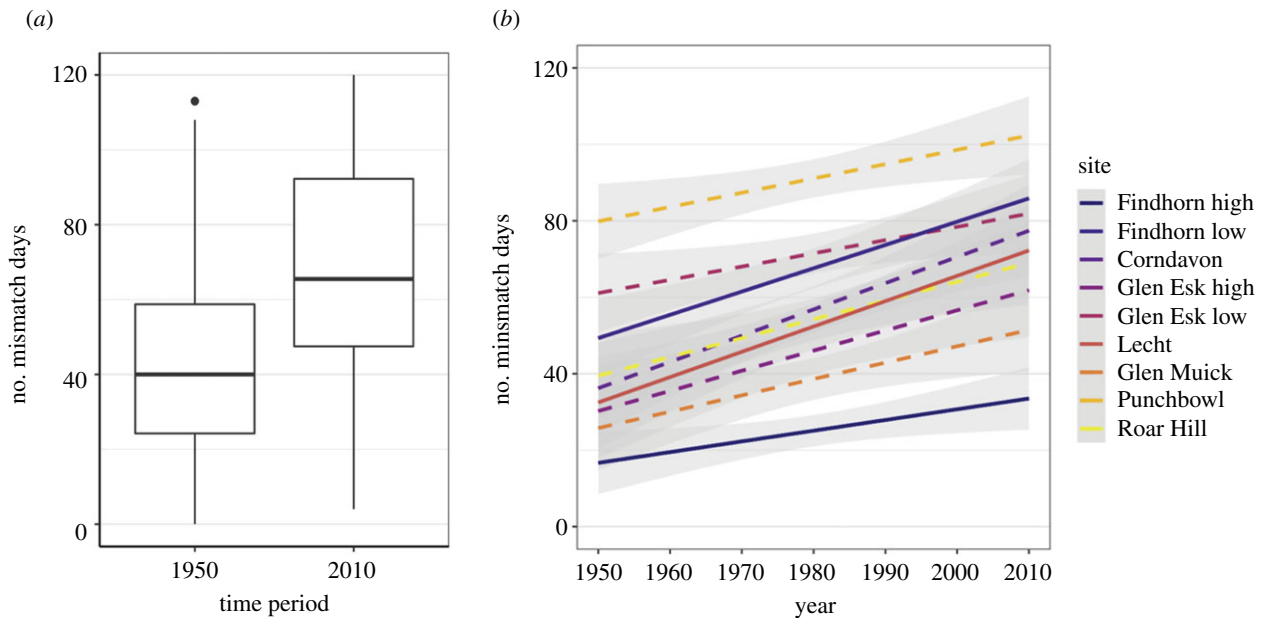 (a)
no. mismatch days
120
80
40
0
1950 2010
time period
(b)
no. minsmatch days
120
80
40
0
1950 1960 1970 1980 1990 2000 2010
year
site
Findhorn high
Findhorn low
Corndavon
Glen Esk high
Glen Esk low
Lecht
Glen Muick
Punchbowl
Roar Hill